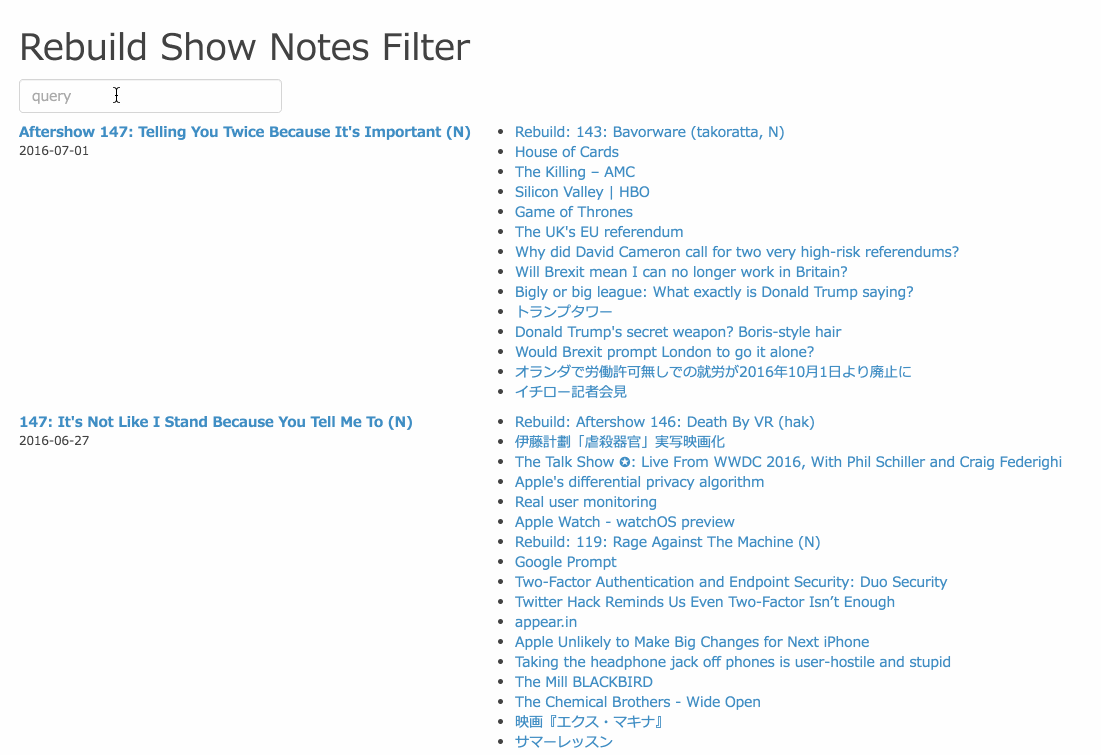 Rebuild Show Notes Filter
query
Aftershow 147: Telling You Twice Because It's Important (N)
2016-07-01
Rebuild: 143: Bavorware (takoratta, N)
House of Cards
The Killing – AMC
Silicon Valley | HBO
Game of Thrones
The UK's EU referendum
Why did David Cameron call for two very high-risk referendums?
Will Brexit mean I can no longer work in Britain?
Bigly or big league: What exactly is Donald Trump saying?
トランプタワー
Donald Trump's secret weapon? Boris-style hair
Would Brexit prompt London to go it alone?
オランダで労働許可無しでの就労が2016年10月1日より廃止に
イチロー記者会見
147: It's Not Like I Stand Because You Tell Me To (N)
2016-06-27
Rebuild: Aftershow 146: Death By VR (hak)
伊藤計劃「虐殺器官」実写映画化
The Talk Show ✪: Live From WWDC 2016, With Phil Schiller and Craig Federighi
Apple's differential privacy algorithm
Real user monitoring
Apple Watch - watchOS preview
Rebuild: 119: Rage Against The Machine (N)
Google Prompt
Two-Factor Authentication and Endpoint Security: Duo Security
Twitter Hack Reminds Us Even Two-Factor Isn’t Enough
appear.in
Apple Unlikely to Make Big Changes for Next iPhone
Taking the headphone jack off phones is user-hostile and stupid
The Mill BLACKBIRD
The Chemical Brothers - Wide Open
映画『エクス・マキナ』
サマーレッスン